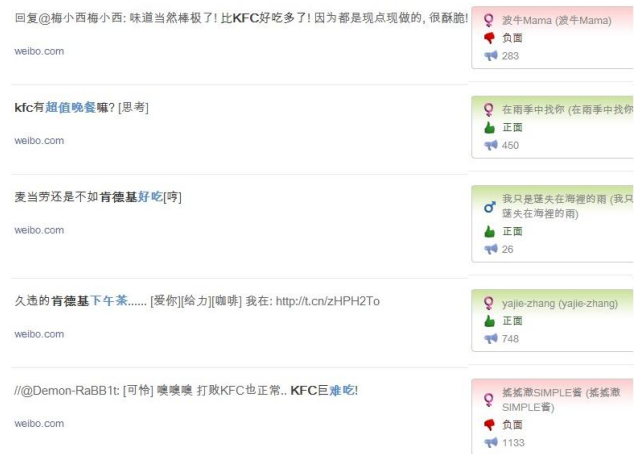 回复@梅小西梅小西: 味道当然棒极了! 比KFC好吃多了! 因为都是现点现做的, 很酥脆!
weibo.com
波牛Mama (波牛Mama)
负面
283
kfc有超值晚餐嘛? [思考]
weibo.com
在雨季中找你 (在雨季中找你
正面
450
麦当劳还是不如肯德基好吃[哼]
weibo.com
我只是蓮失在海裡的雨 (我只
蓮失在海裡的雨)
正面
26
久违的肯德基下午茶...... [爱你][给力][咖啡] 我在: http://t.cn/zHPH2To
weibo.com
yajie-zhang (yajie-zhang)
正面
748
//@Demon-RaBB1t: [可怜] 噢噢噢 打败KFC也正常.. KFC巨难吃!
weibo.com
搖搖漵SIMPLE酱 (搖搖漵
SIMPLE酱)
负面
1133